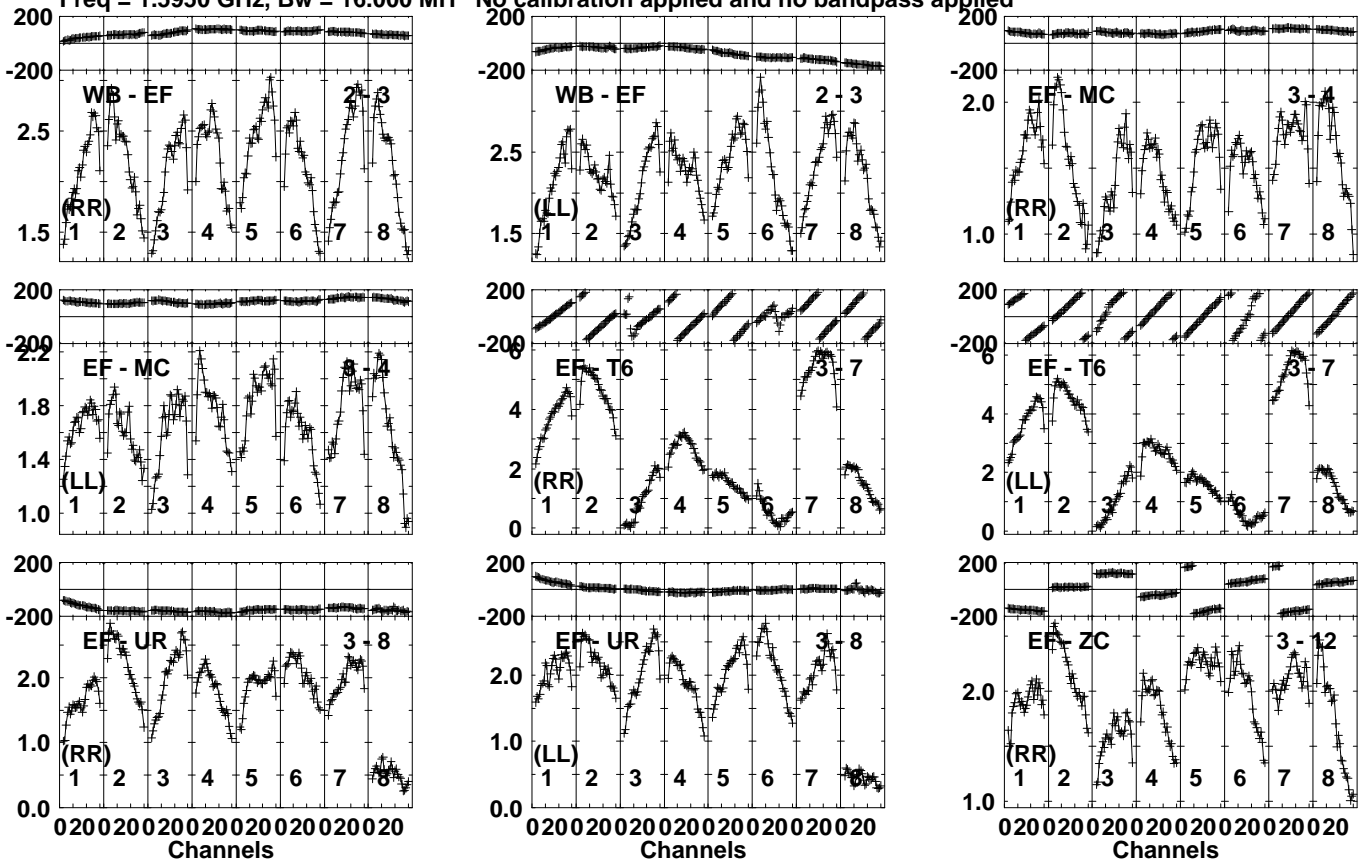 Freq = 1.5950 GHz, Bw = 16.000 MH No calibration applied and no bandpass applied
200 200 200
-200 -200 -200
WB - EF 2 - 3 WB - EF 2 - 3 EF - MC 3 - 4
2.5 2.5 2.0
(RR) (LL) (RR)
1.5 1 2 3 4 5 6 7 8 1.5 1 2 3 4 5 6 7 8 1.0 1 2 3 4 5 6 7 8
200 200 200
-200 -200 -200
2.2 6 6
EF - MC 3 - 4 EF - T6 3 - 7 EF - T6 3 - 7
1.8 4 4
1.4 2 2
(LL) (RR) (LL)
1.0 1 2 3 4 5 6 7 8 0 1 2 3 4 5 6 7 8 0 1 2 3 4 5 6 7 8
200 200 200
-200 -200 -200
EF - UR 3 - 8 EF - UR 3 - 8 EF - ZC 3 - 12
2.0 2.0 2.0
1.0 1.0
(RR) (LL) (RR)
1 2 3 4 5 6 7 8 1 2 3 4 5 6 7 8 1 2 3 4 5 6 7 8
0.0 0.0 1.0
0 20 0 20 0 20 0 20 0 20 0 20 0 20 0 20 0 20 0 20 0 20 0 20 0 20 0 20 0 20 0 20 0 20 0 20 0 20 0 20 0 20 0 20 0 20 0 20
Channels Channels Channels